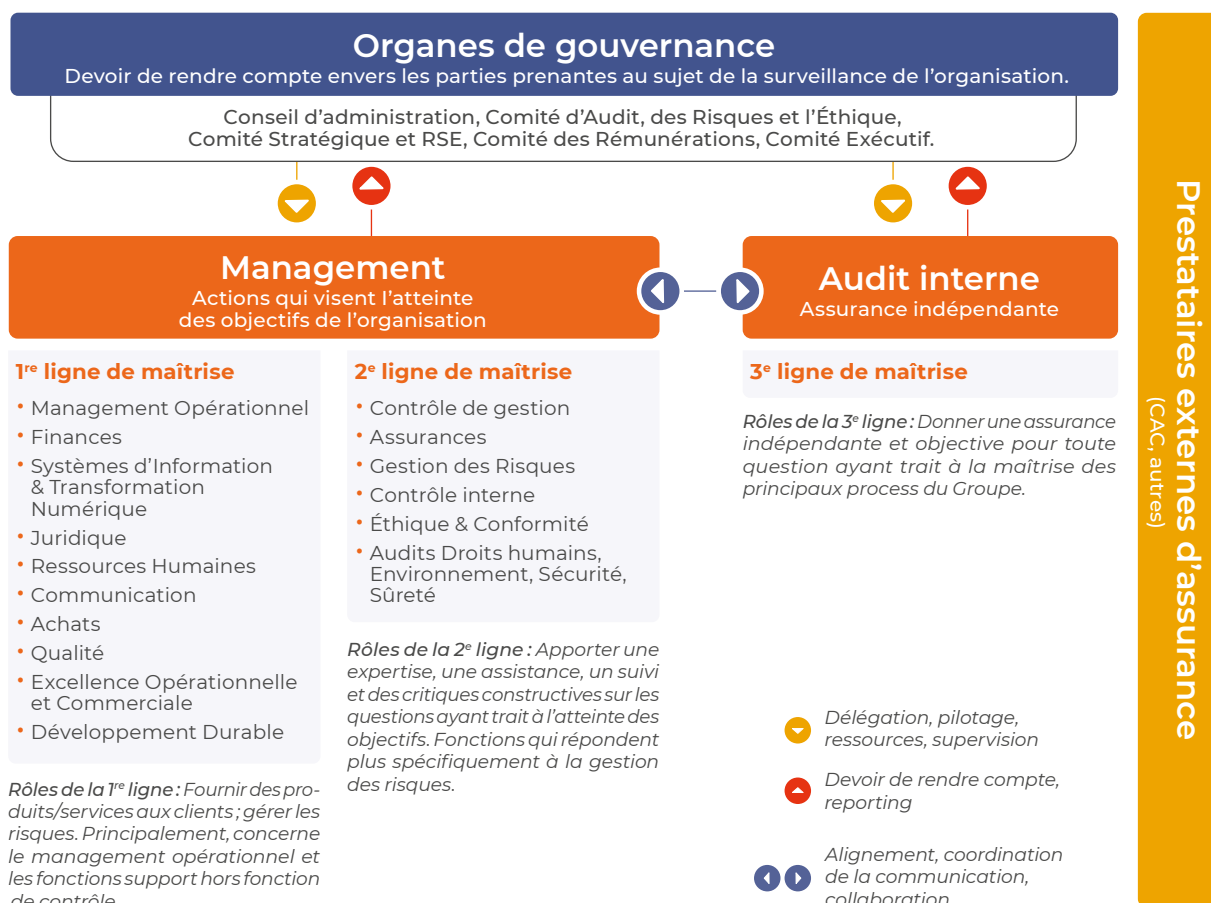 Organes de gouvernance
Devoir de rendre compte envers les parties prenantes au sujet de la surveillance de l'organisation.
Conseil d'administration, Comité d'Audit, des Risques et l'Éthique,
Comité Stratégique et RSE, Comité des Rémunérations, Comité Exécutif.
Management
Actions qui visent l'atteinte
des objectifs de l'organisation
Audit interne
Assurance indépendante
1re ligne de maîtrise
• Management Opérationnel
• Finances
• Systèmes d'Information
& Transformation
Numérique
• Juridique
• Ressources Humaines
• Communication
• Achats
• Qualité
• Excellence Opérationnelle
et Commerciale
• Développement Durable
Rôles de la 1re ligne : Fournir des pro-
duits/services aux clients ; gérer les
risques. Principalement, concerne
le management opérationnel et
les fonctions support hors fonction
de contrôle.
2e ligne de maîtrise
• Contrôle de gestion
• Assurances
• Gestion des Risques
• Contrôle interne
• Éthique & Conformité
• Audits Droits humains,
Environnement, Sécurité,
Sûreté
Rôles de la 2e ligne : Apporter une
expertise, une assistance, un suivi
et des critiques constructives sur les
questions ayant trait à l'atteinte des
objectifs. Fonctions qui répondent
plus spécifiquement à la gestion
des risques.
3e ligne de maîtrise
Rôles de la 3e ligne : Donner une assurance
indépendante et objective pour toute
question ayant trait à la maîtrise des
principaux process du Groupe.
Délégation, pilotage,
ressources, supervision
Devoir de rendre compte,
reporting
Alignement, coordination
de la communication,
collaboration
Prestataires externes d'assurance
(CAC, autres)